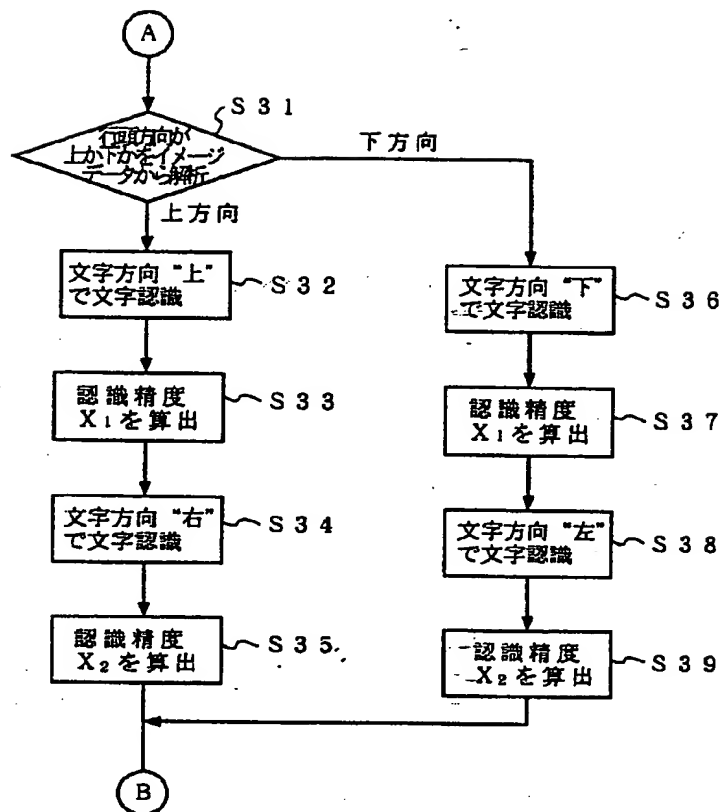 A
S31
行頭方向が
上か下かをイメージ
データから解析
下方向
上方向
文字方向 "上"
で文字認識
S32
認識精度
X₁を算出
S33
文字方向 "右"
で文字認識
S34
認識精度
X₂を算出
S35
文字方向 "下"
で文字認識
S36
認識精度
X₁を算出
S37
文字方向 "左"
で文字認識
S38
認識精度
X₂を算出
S39
B